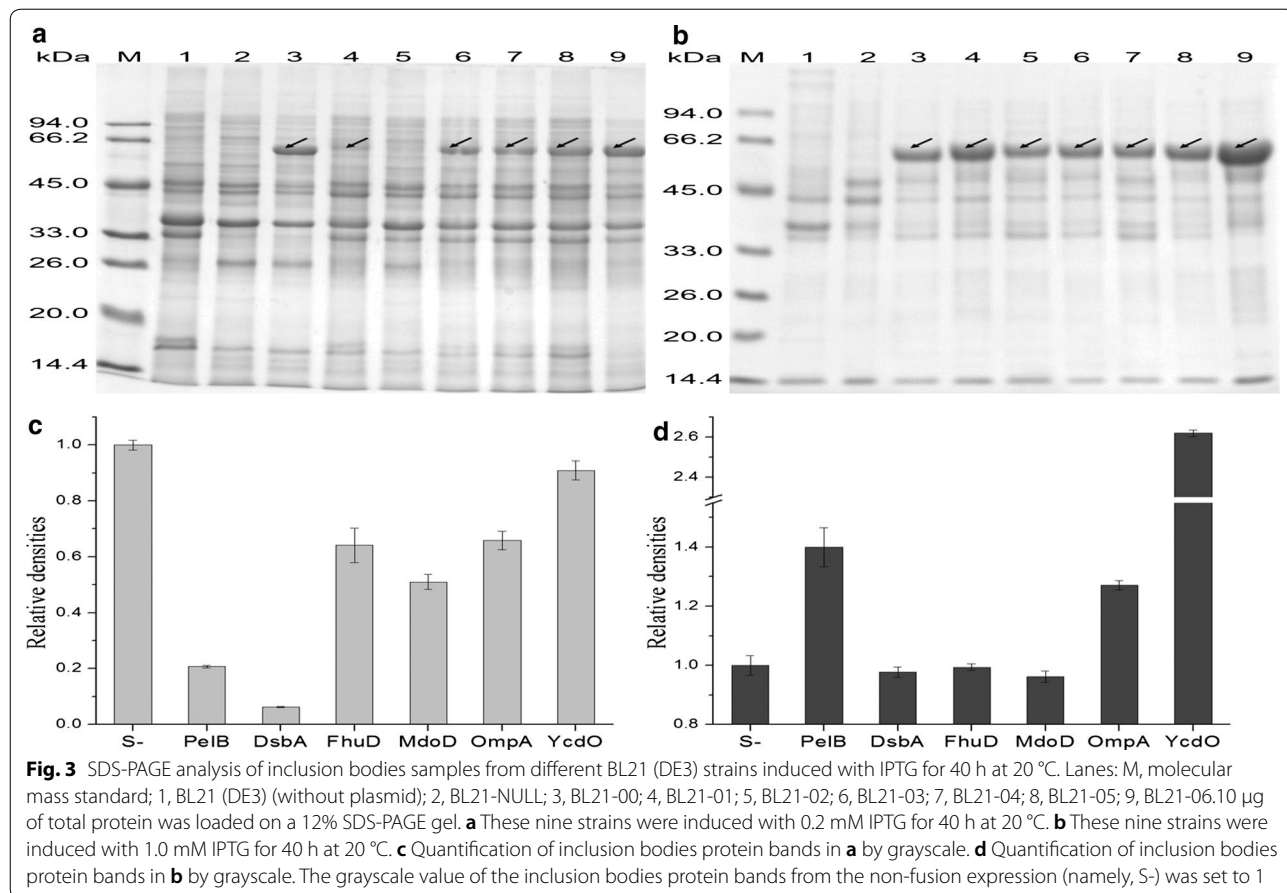 a
kDa M 1 2 3 4 5 6 7 8 9
94.0
66.2
45.0
33.0
26.0
20.0
14.4
b
kDa M 1 2 3 4 5 6 7 8 9
94.0
66.2
45.0
33.0
26.0
20.0
14.4
c
Relative densities
1.0
0.8
0.6
0.4
0.2
0.0
S- PelB DsbA FhuD MdoD OmpA YcdO
d
Relative densities
2.6
2.4
1.4
1.2
1.0
0.8
S- PelB DsbA FhuD MdoD OmpA YcdO
Fig. 3 SDS-PAGE analysis of inclusion bodies samples from different BL21 (DE3) strains induced with IPTG for 40 h at 20 °C. Lanes: M, molecular
mass standard; 1, BL21 (DE3) (without plasmid); 2, BL21-NULL; 3, BL21-00; 4, BL21-01; 5, BL21-02; 6, BL21-03; 7, BL21-04; 8, BL21-05; 9, BL21-06.10 μg
of total protein was loaded on a 12% SDS-PAGE gel. a These nine strains were induced with 0.2 mM IPTG for 40 h at 20 °C. b These nine strains were
induced with 1.0 mM IPTG for 40 h at 20 °C. c Quantification of inclusion bodies protein bands in a by grayscale. d Quantification of inclusion bodies
protein bands in b by grayscale. The grayscale value of the inclusion bodies protein bands from the non-fusion expression (namely, S-) was set to 1